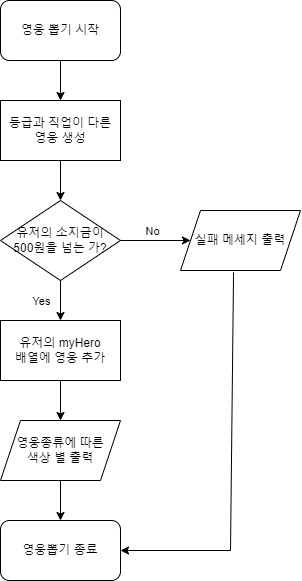 영웅 뽑기 시작
등급과 직업이 다른
영웅 생성
유저의 소지금이
500원을 넘는 가?
No
실패 메세지 출력
Yes
유저의 myHero
배열에 영웅 추가
영웅종류에 따른
색상 별 출력
영웅뽑기 종료